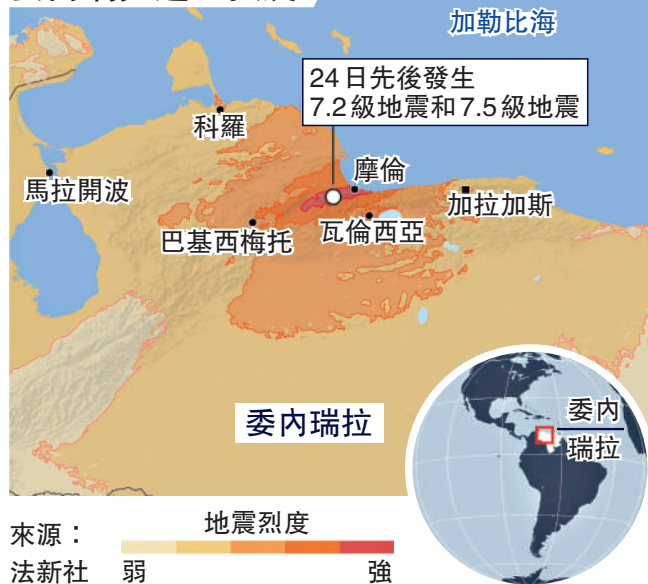 加勒比海
24日先後發生
7.2級地震和7.5級地震
科羅
摩倫
馬拉開波
加拉加斯
巴基西梅托
瓦倫西亞
委內瑞拉
委內
瑞拉
來源：
法新社
地震烈度
弱
強